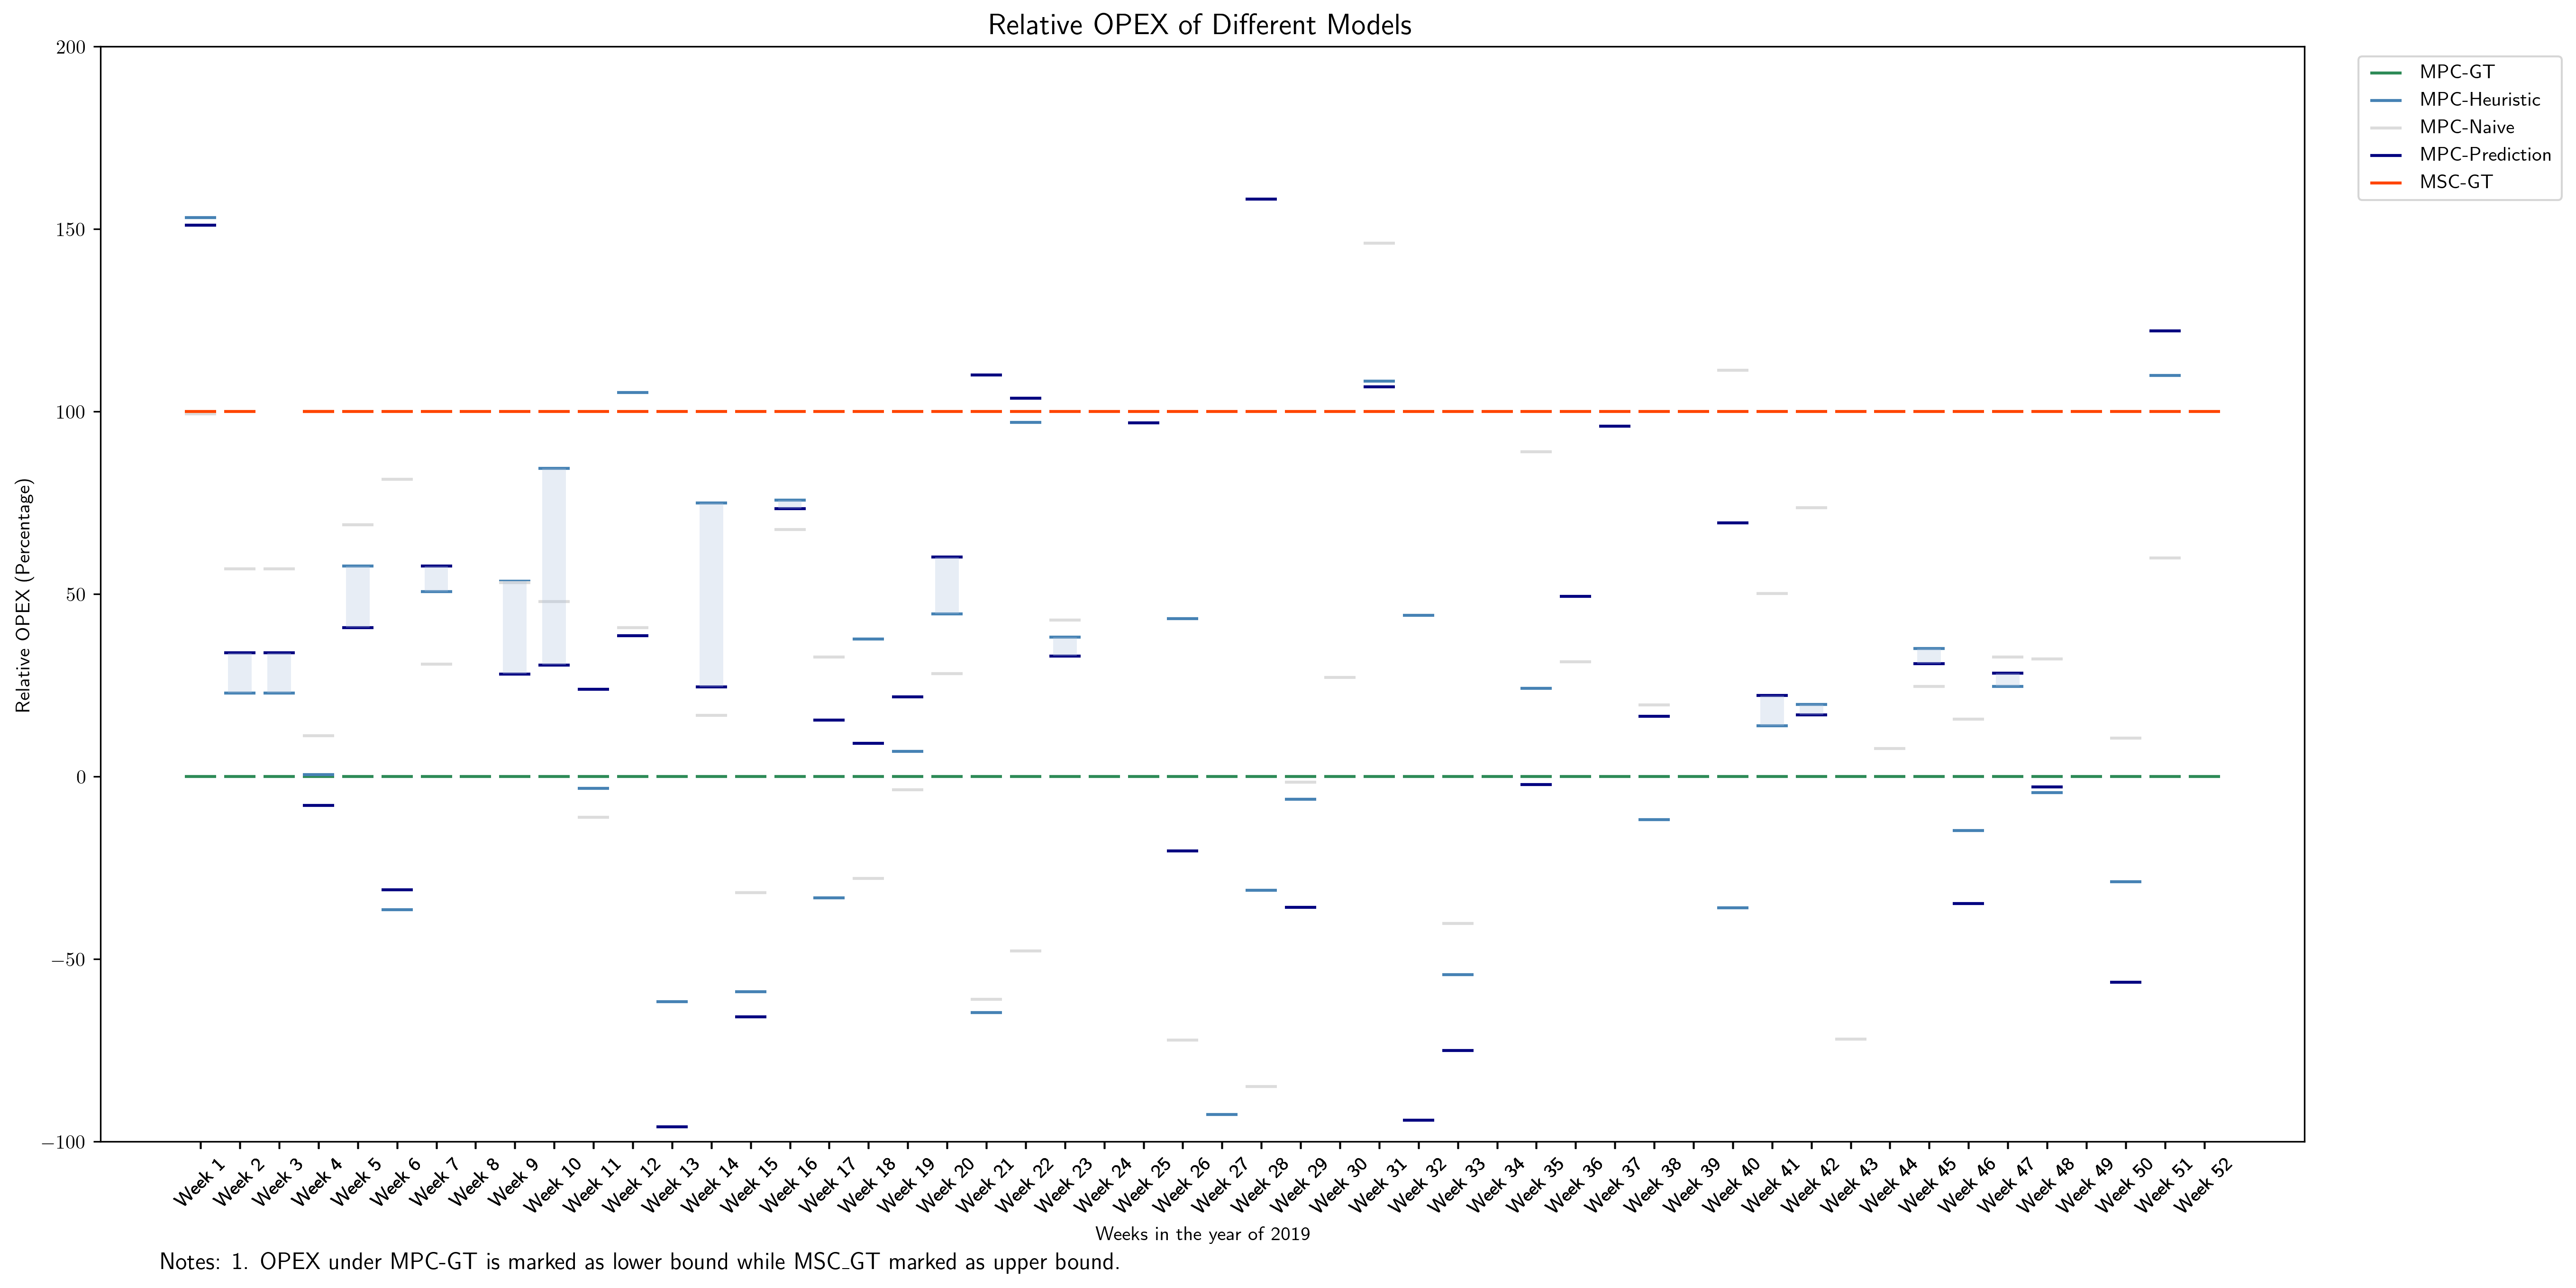 Relative OPEX of Different Models
200
150
100
50
0
−50
−100
Relative OPEX (Percentage)
MPC-GT
MPC-Heuristic
MPC-Naive
MPC-Prediction
MSC-GT
Week 1
Week 2
Week 3
Week 4
Week 5
Week 6
Week 7
Week 8
Week 9
Week 10
Week 11
Week 12
Week 13
Week 14
Week 15
Week 16
Week 17
Week 18
Week 19
Week 20
Week 21
Week 22
Week 23
Week 24
Week 25
Week 26
Week 27
Week 28
Week 29
Week 30
Week 31
Week 32
Week 33
Week 34
Week 35
Week 36
Week 37
Week 38
Week 39
Week 40
Week 41
Week 42
Week 43
Week 44
Week 45
Week 46
Week 47
Week 48
Week 49
Week 50
Week 51
Week 52
Weeks in the year of 2019
Notes: 1. OPEX under MPC-GT is marked as lower bound while MSC_GT marked as upper bound.